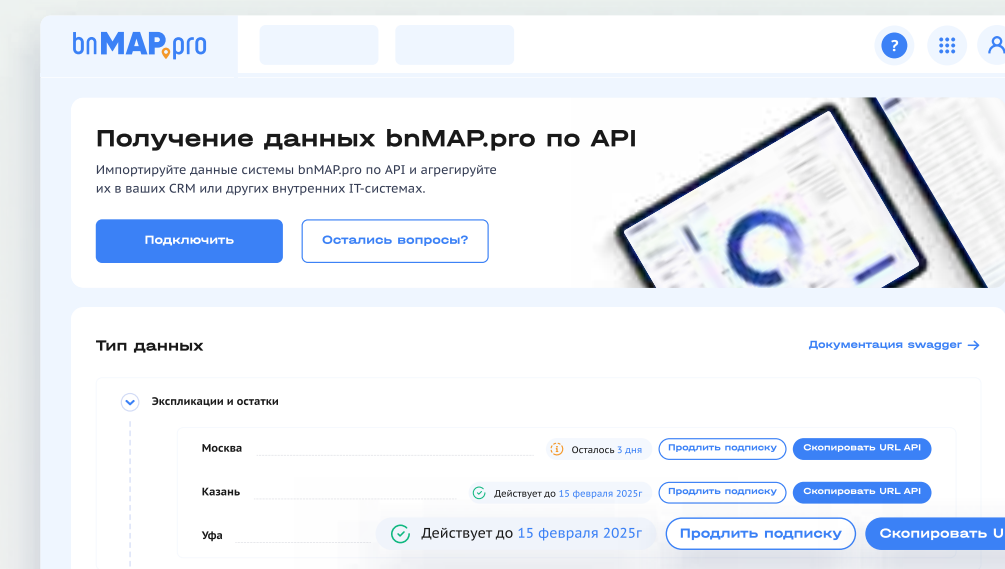 bnMAP.pro
?
Получение данных bnMAP.pro по API
Импортируйте данные системы bnMAP.pro по API и агрегируйте
их в ваших CRM или других внутренних IT-системах.
Подключить
Остались вопросы?
Тип данных
Документация swagger →
Экспликации и остатки
Москва
Осталось 3 дня
Продлить подписку
Скопировать URL API
Казань
Действует до 15 февраля 2025г
Продлить подписку
Скопировать URL API
Уфа
Действует до 15 февраля 2025г
Продлить подписку
Скопировать U